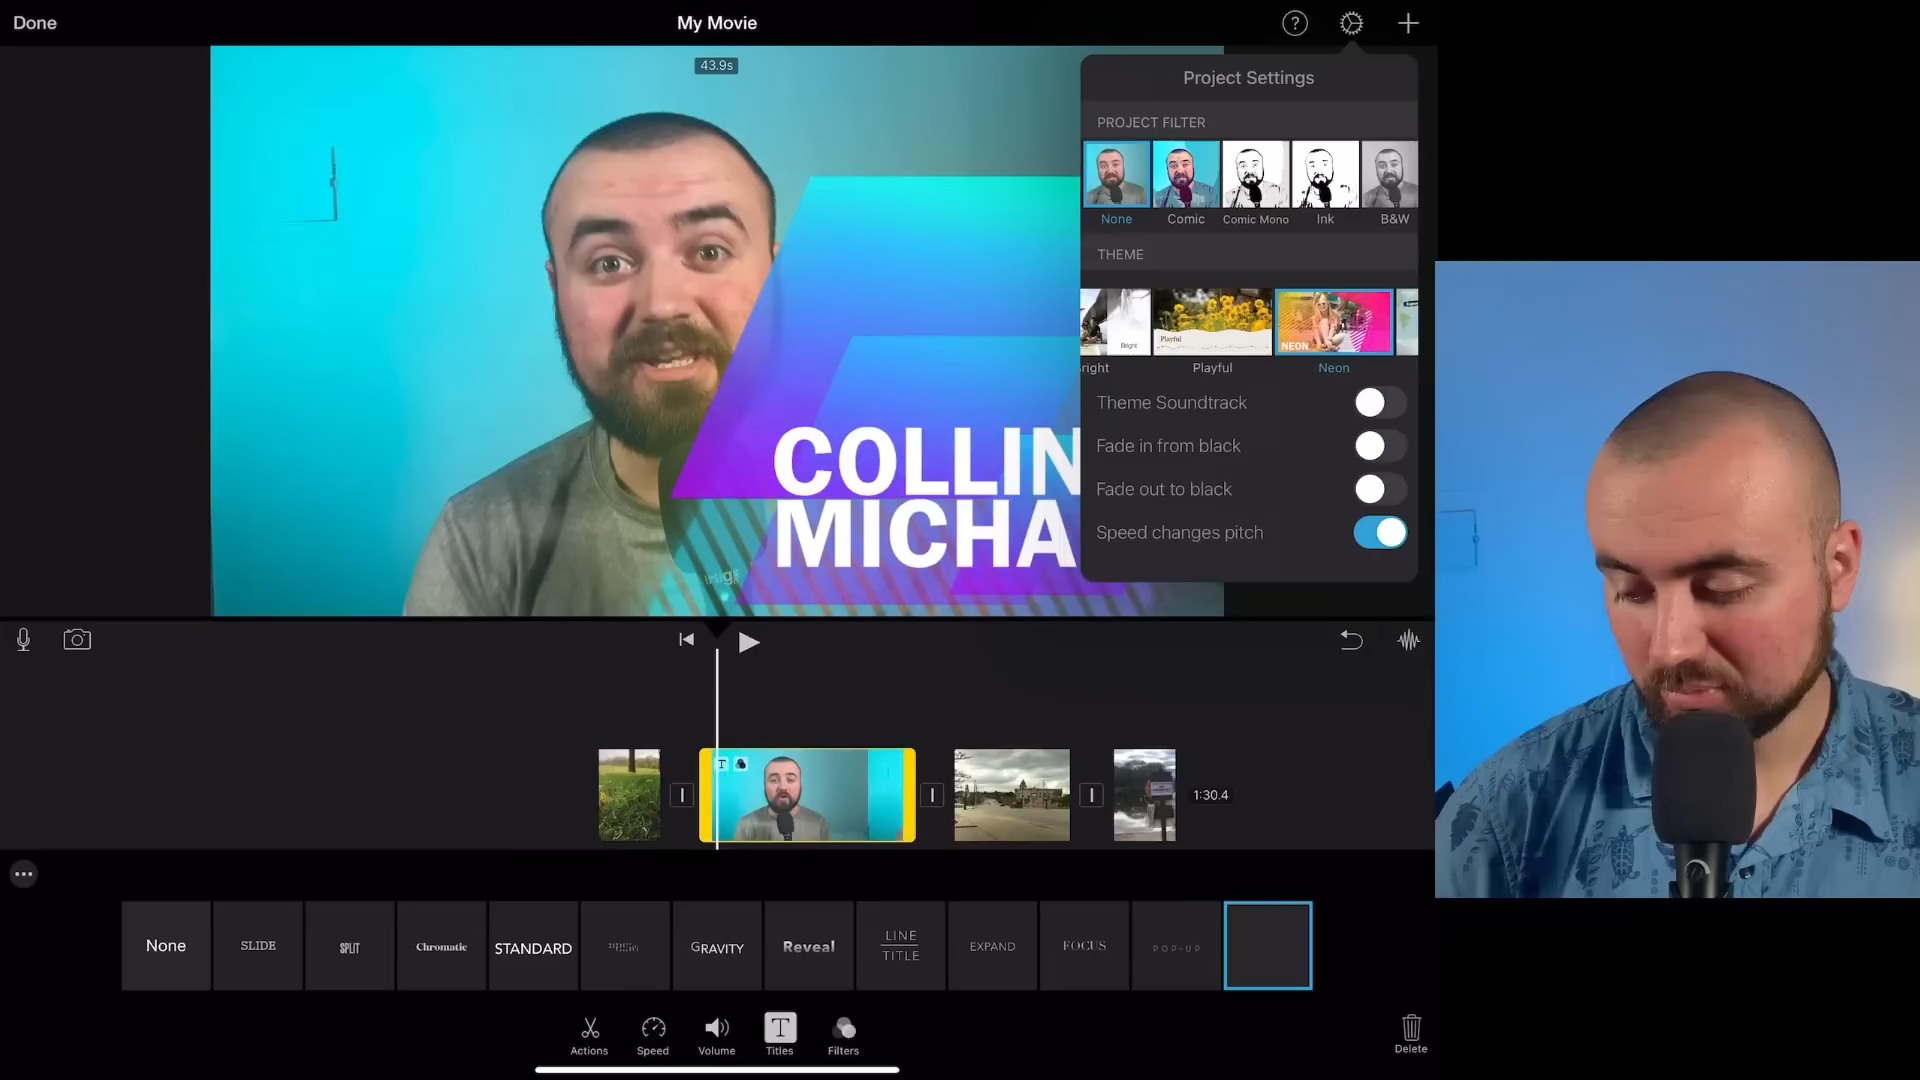 Done
My Movie
?
43.9s
Project Settings
PROJECT FILTER
None
Comic
Comic Mono
Ink
B&W
THEME
Bright
Playful
NEON
right
Playful
Neon
Theme Soundtrack
Fade in from black
Fade out to black
Speed changes pitch
COLLIN
MICHA
T
1:30.4
None
SLIDE
SPLIT
Chromatic
STANDARD
PRISM
GRAVITY
Reveal
LINE
TITLE
EXPAND
FOCUS
POP-UP
T
Actions
Speed
Volume
Titles
Filters
Delete